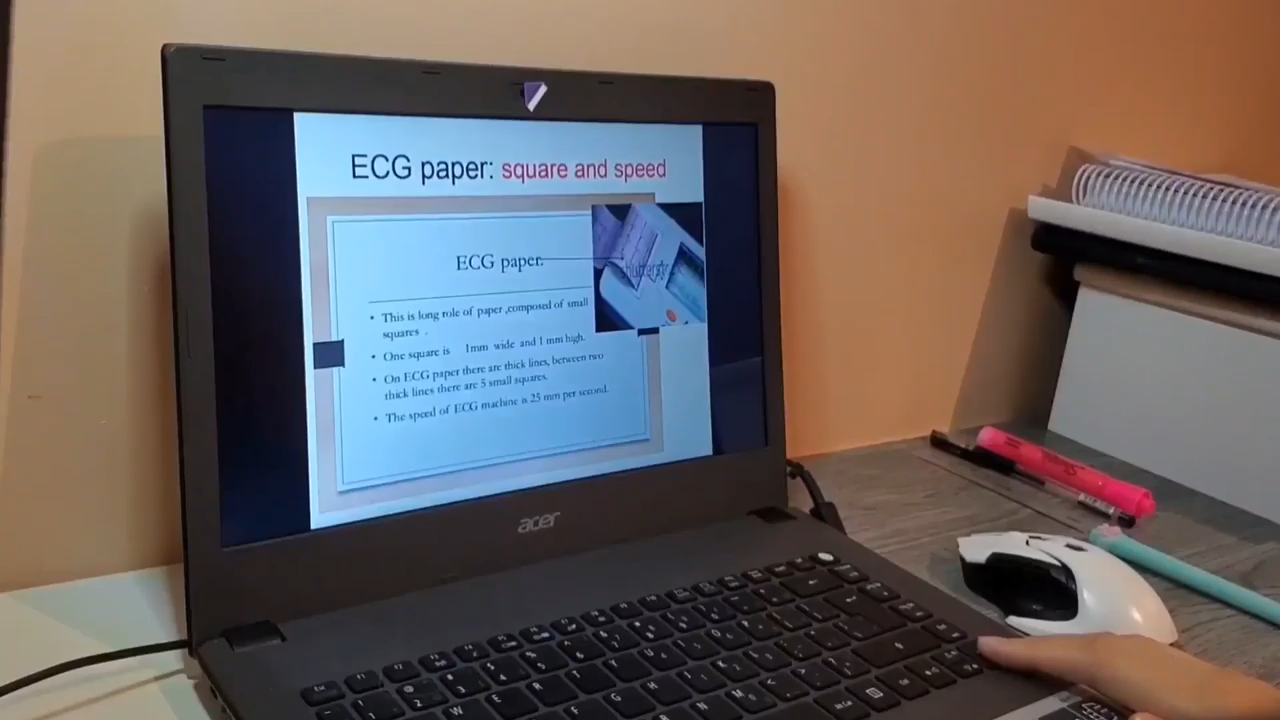 ECG paper: square and speed
ECG paper.
shutterst
• This is long role of paper ,composed of small
squares .
• One square is 1mm wide and 1 mm high.
• On ECG paper there are thick lines, between two
thick lines there are 5 small squares.
• The speed of ECG machine is 25 mm per second.
acer